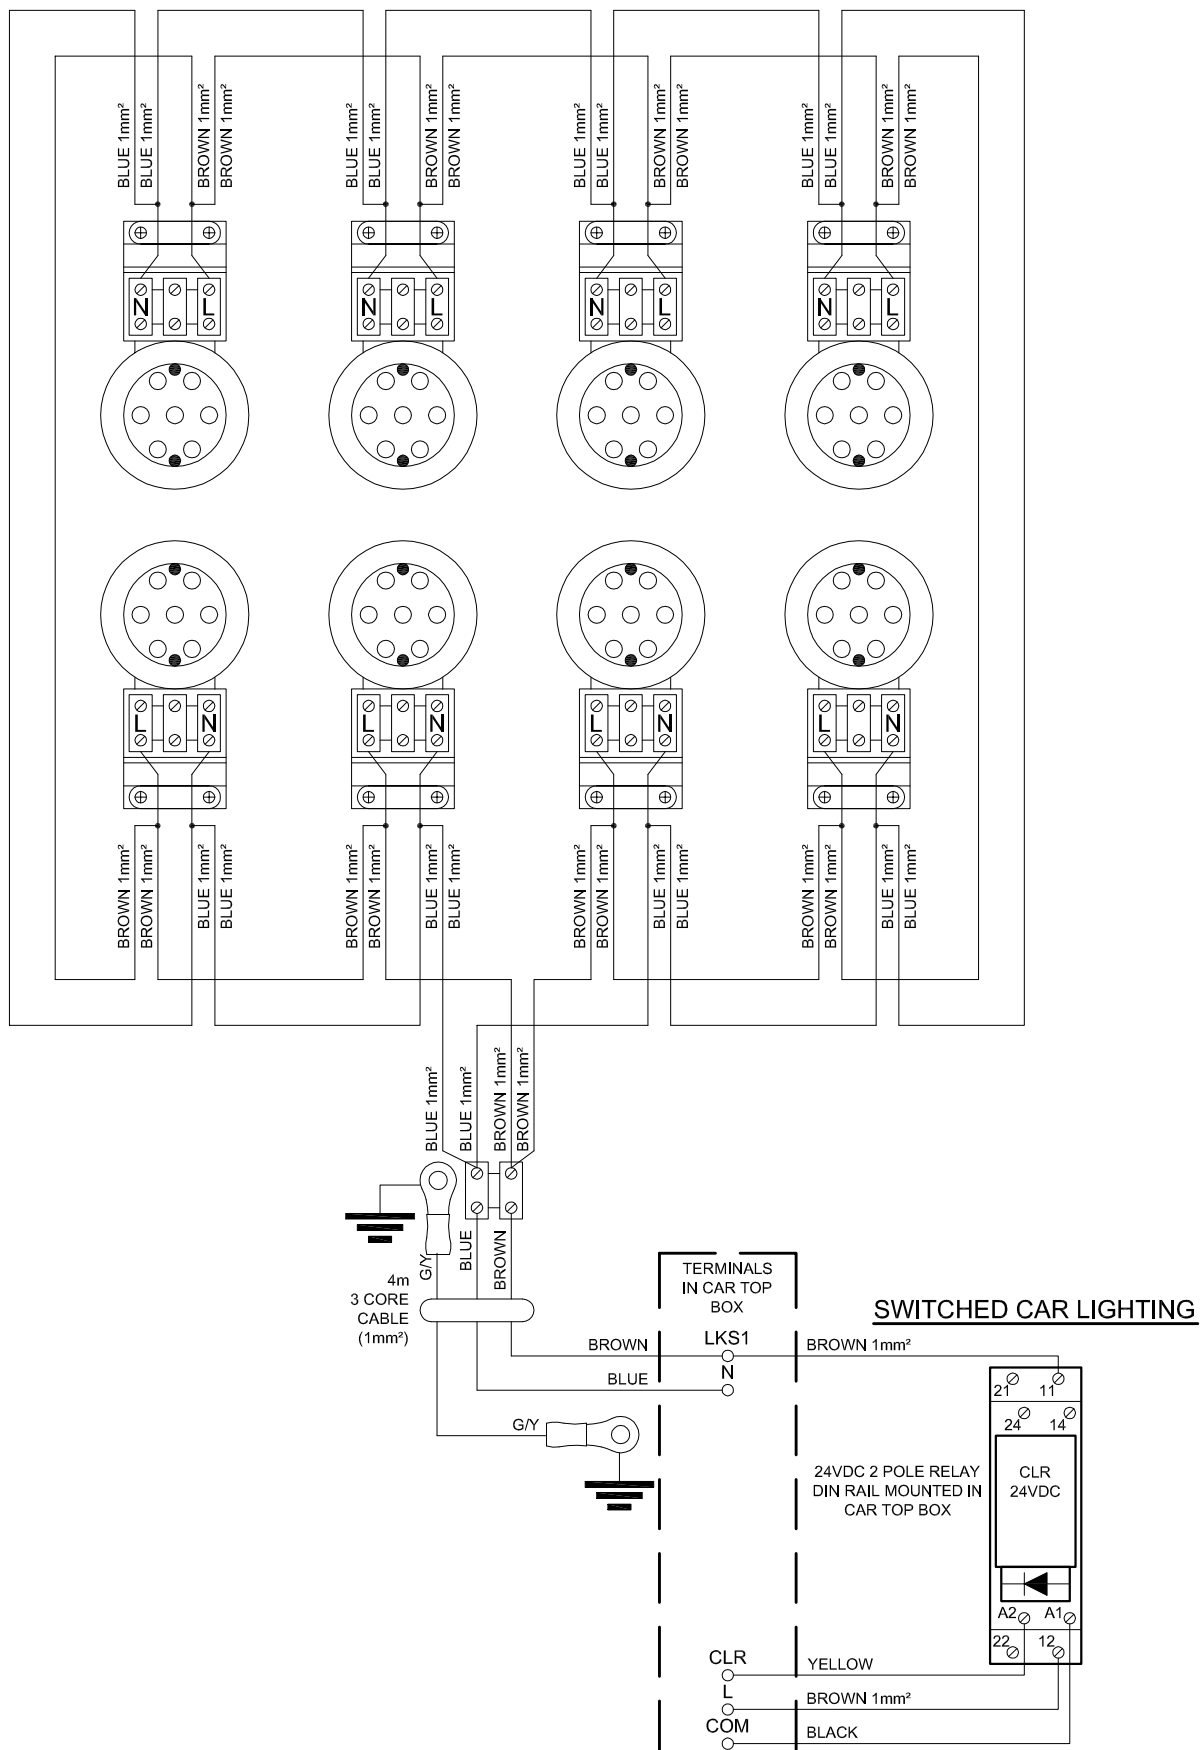 BLUE 1mm²
BLUE 1mm²
BROWN 1mm²
BROWN 1mm²
BLUE 1mm²
BLUE 1mm²
BROWN 1mm²
BROWN 1mm²
BLUE 1mm²
BLUE 1mm²
BROWN 1mm²
BROWN 1mm²
BLUE 1mm²
BLUE 1mm²
BROWN 1mm²
BROWN 1mm²
N
L
N
L
N
L
N
L
L
N
L
N
L
N
L
N
BROWN 1mm²
BROWN 1mm²
BLUE 1mm²
BLUE 1mm²
BROWN 1mm²
BROWN 1mm²
BLUE 1mm²
BLUE 1mm²
BROWN 1mm²
BROWN 1mm²
BLUE 1mm²
BLUE 1mm²
BROWN 1mm²
BROWN 1mm²
BLUE 1mm²
BLUE 1mm²
BLUE 1mm²
BLUE 1mm²
BROWN 1mm²
BROWN 1mm²
G/Y
BLUE
BROWN
4m
3 CORE
CABLE
(1mm²)
TERMINALS
IN CAR TOP
BOX
SWITCHED CAR LIGHTING
BROWN
LKS1
BROWN 1mm²
BLUE
N
G/Y
21
11
24
14
24VDC 2 POLE RELAY
DIN RAIL MOUNTED IN
CAR TOP BOX
CLR
24VDC
A2
A1
22
12
CLR
YELLOW
L
BROWN 1mm²
COM
BLACK